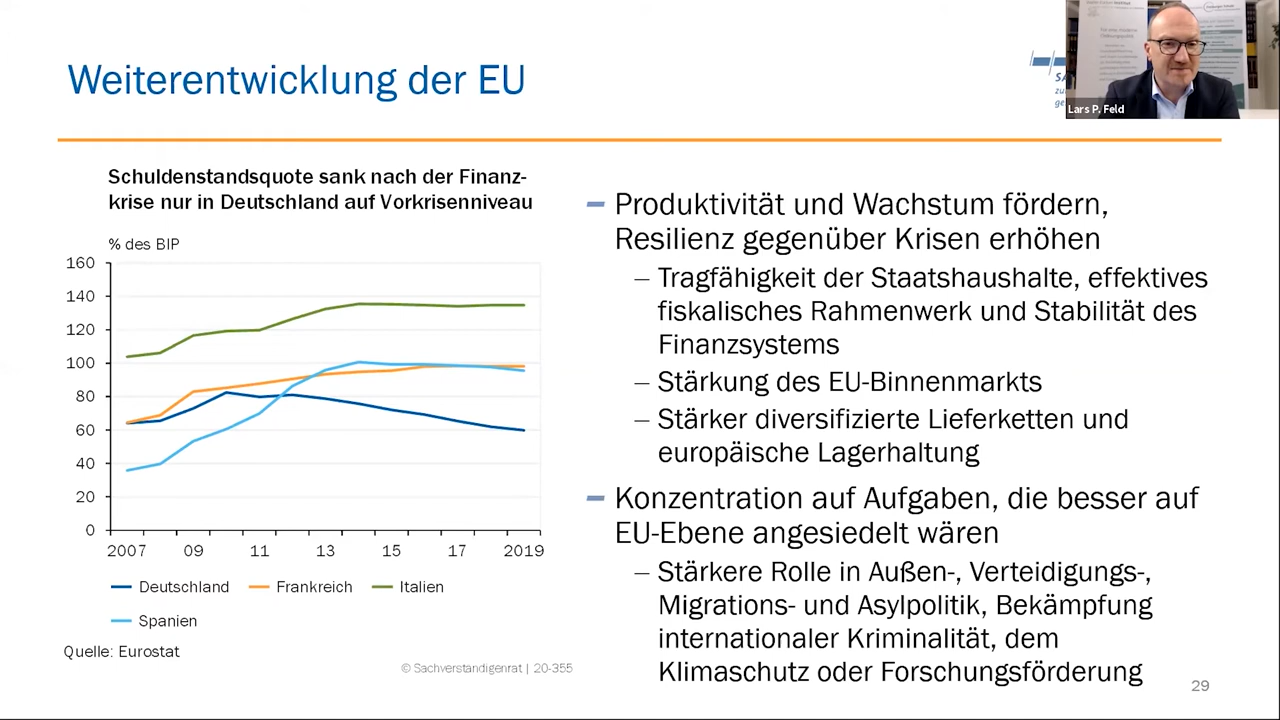 Weiterentwicklung der EU
Lars P. Feld
Schuldenstandsquote sank nach der Finanz-
krise nur in Deutschland auf Vorkrisenniveau
% des BIP
160
140
120
100
80
60
40
20
0
2007 09 11 13 15 17 2019
Deutschland Frankreich Italien
Spanien
Quelle: Eurostat
© Sachverständigenrat | 20-355
– Produktivität und Wachstum fördern,
Resilienz gegenüber Krisen erhöhen
– Tragfähigkeit der Staatshaushalte, effektives
fiskalisches Rahmenwerk und Stabilität des
Finanzsystems
– Stärkung des EU-Binnenmarkts
– Stärker diversifizierte Lieferketten und
europäische Lagerhaltung
– Konzentration auf Aufgaben, die besser auf
EU-Ebene angesiedelt wären
– Stärkere Rolle in Außen-, Verteidigungs-,
Migrations- und Asylpolitik, Bekämpfung
internationaler Kriminalität, dem
Klimaschutz oder Forschungsförderung
29